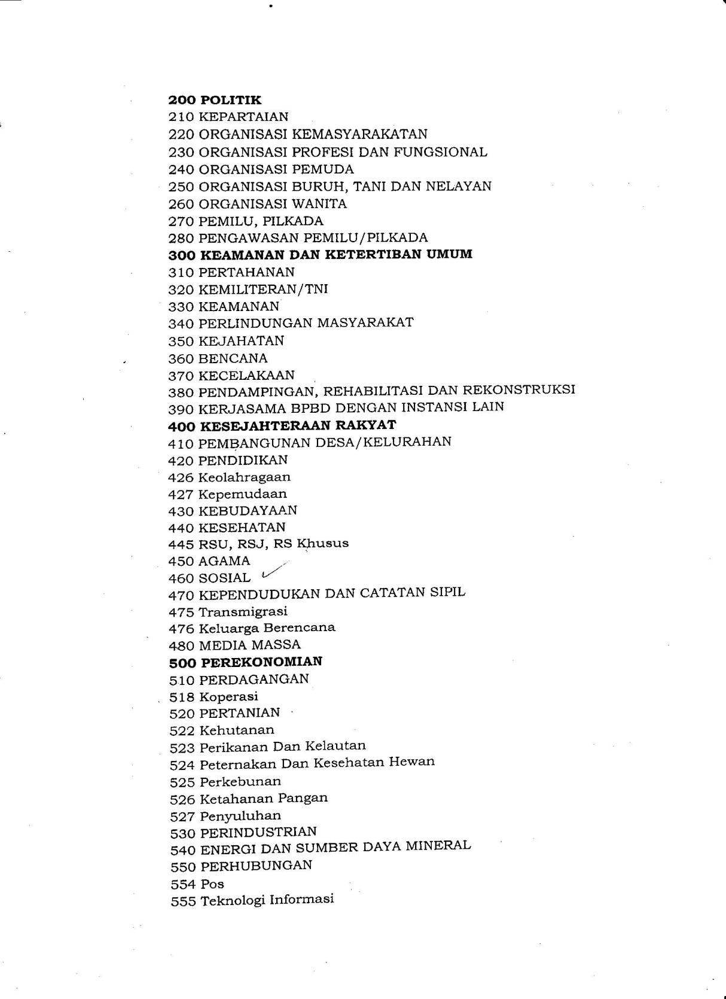 200 POLITIK
210 KEPARTAIAN
220 ORGANISASI KEMASYARAKATAN
230 ORGANISASI PROFESI DAN FUNGSIONAL
240 ORGANISASI PEMUDA
250 ORGANISASI BURUH, TANI DAN NELAYAN
260 ORGANISASI WANITA
270 PEMILU, PILKADA
280 PENGAWASAN PEMILU/PILKADA
300 KEAMANAN DAN KETERTIBAN UMUM
310 PERTAHANAN
320 KEMILITERAN/TNI
330 KEAMANAN
340 PERLINDUNGAN MASYARAKAT
350 KEJAHATAN
360 BENCANA
370 KECELAKAAN
380 PENDAMPINGAN, REHABILITASI DAN REKONSTRUKSI
390 KERJASAMA BPBD DENGAN INSTANSI LAIN
400 KESEJAHTERAAN RAKYAT
410 PEMBANGUNAN DESA/KELURAHAN
420 PENDIDIKAN
426 Keolahragaan
427 Kepemudaan
430 KEBUDAYAAN
440 KESEHATAN
445 RSU, RSJ, RS Khusus
450 AGAMA
460 SOSIAL
470 KEPENDUDUKAN DAN CATATAN SIPIL
475 Transmigrasi
476 Keluarga Berencana
480 MEDIA MASSA
500 PEREKONOMIAN
510 PERDAGANGAN
518 Koperasi
520 PERTANIAN
522 Kehutanan
523 Perikanan Dan Kelautan
524 Peternakan Dan Kesehatan Hewan
525 Perkebunan
526 Ketahanan Pangan
527 Penyuluhan
530 PERINDUSTRIAN
540 ENERGI DAN SUMBER DAYA MINERAL
550 PERHUBUNGAN
554 Pos
555 Teknologi Informasi